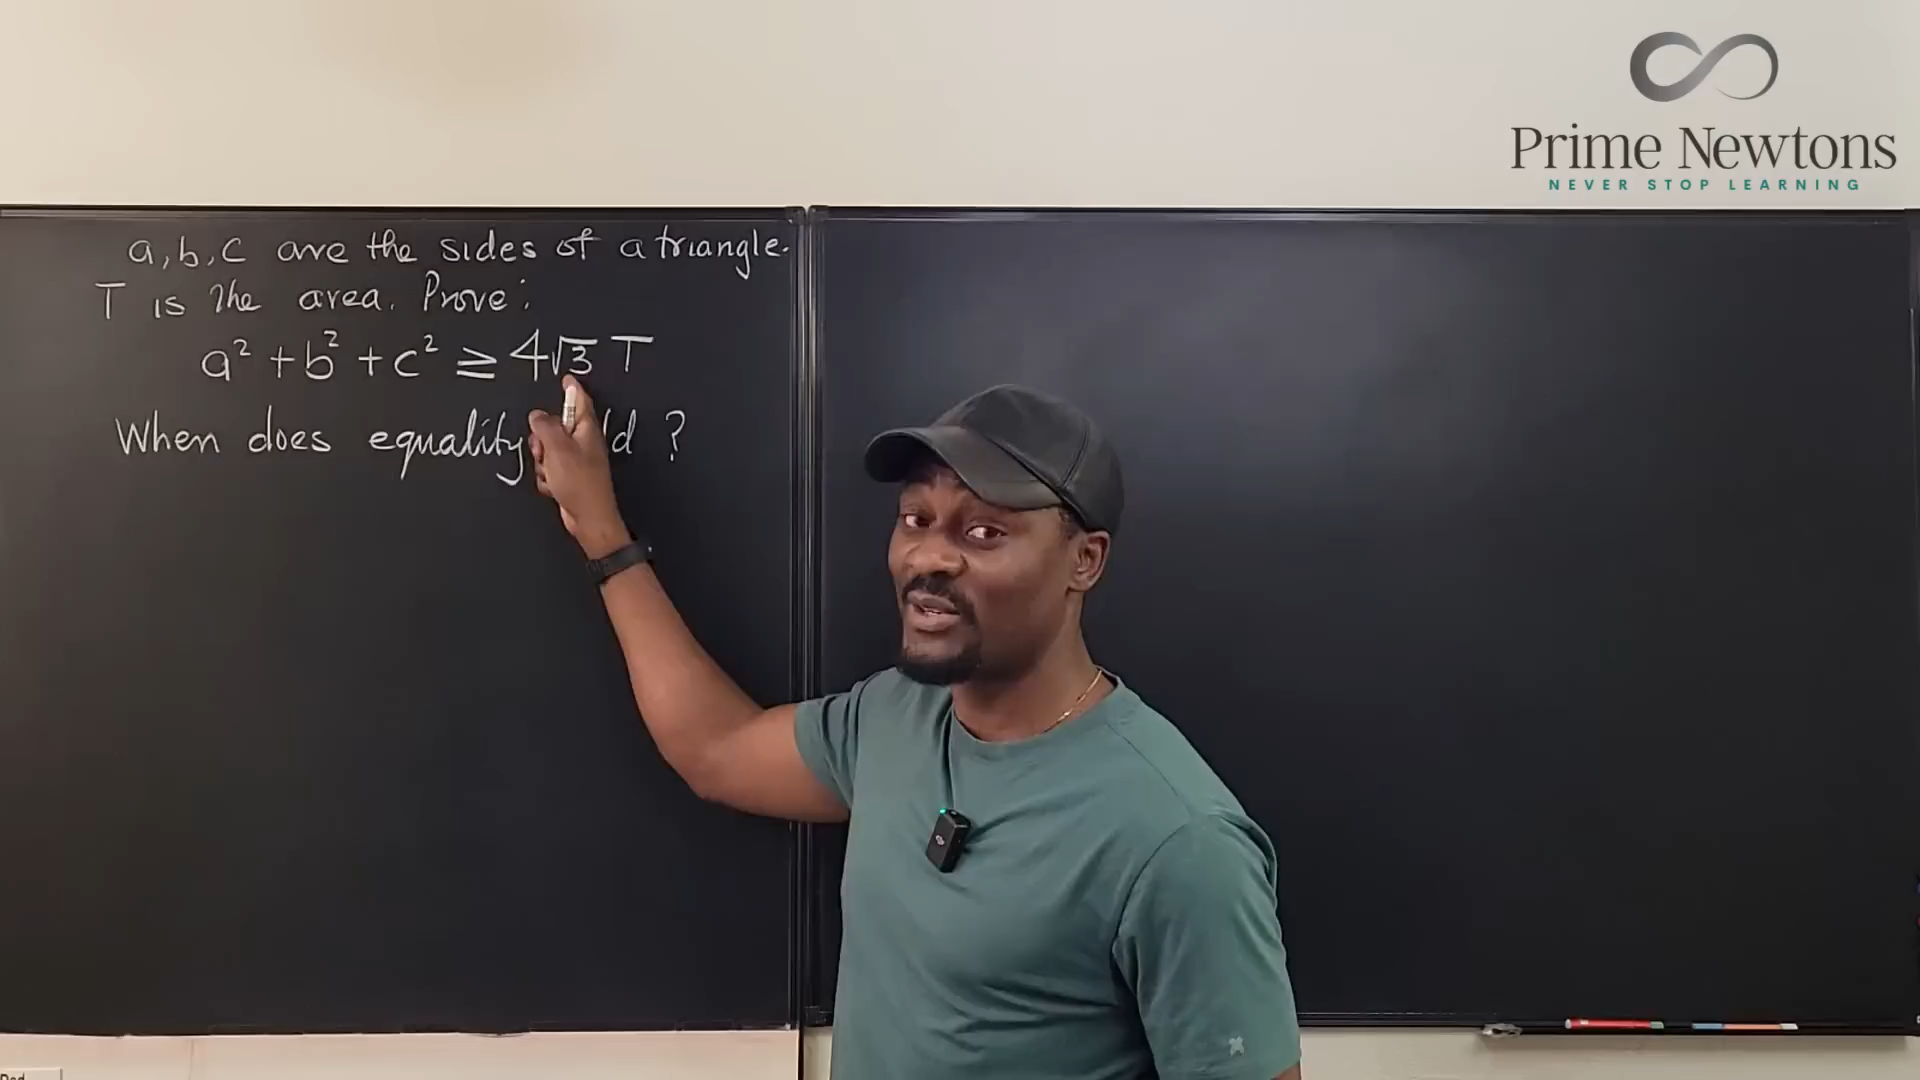 Prime Newtons
NEVER STOP LEARNING
a, b, c are the sides of a triangle.
T is the area. Prove:
a² + b² + c² ≥ 4√3 T
When does equality ?